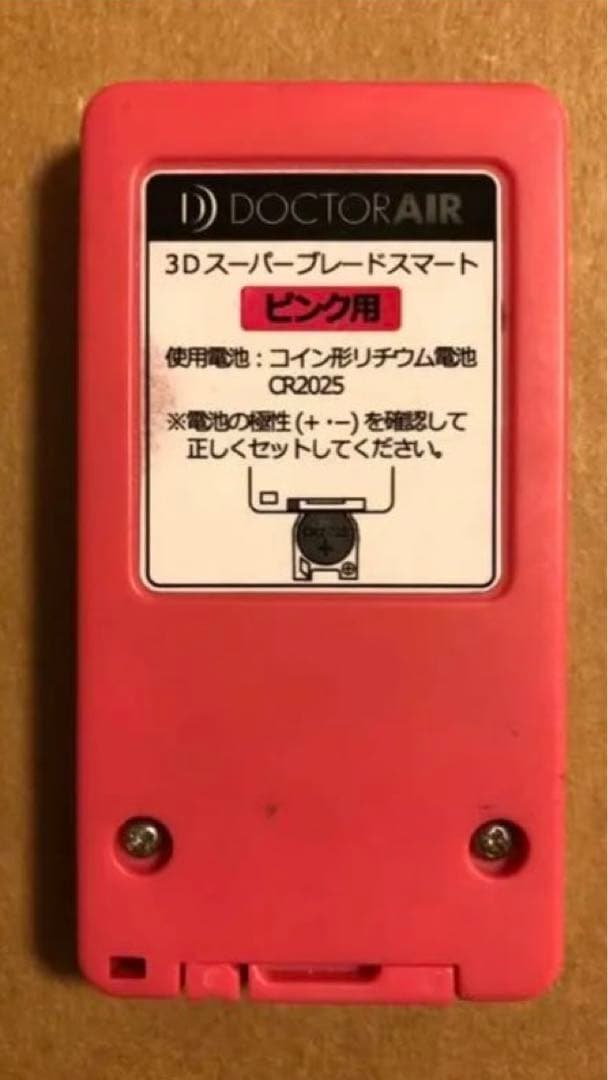 DOCTORAIR
3Dスーパーブレードスマート
ピンク用
使用電池：コイン形リチウム電池
CR2025
※電池の極性(+・−)を確認して
正しくセットしてください。
+